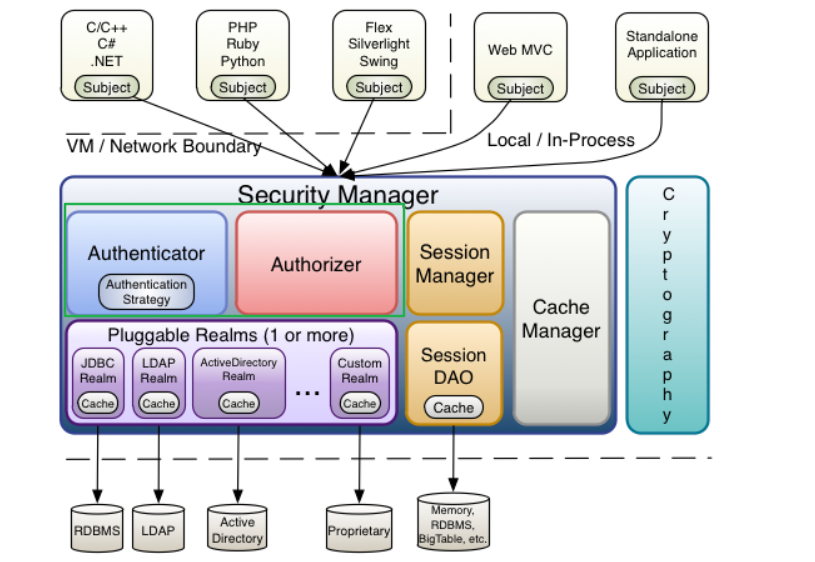 C/C++
C#
.NET
Subject
PHP
Ruby
Python
Subject
Flex
Silverlight
Swing
Subject
Web MVC
Subject
Standalone
Application
Subject
VM / Network Boundary
Local / In-Process
Security Manager
Authenticator
Authentication
Strategy
Authorizer
Session
Manager
Cache
Manager
Cryptography
Pluggable Realms (1 or more)
JDBC
Realm
Cache
LDAP
Realm
Cache
ActiveDirectory
Realm
Cache
...
Custom
Realm
Cache
Session
DAO
Cache
RDBMS
LDAP
Active
Directory
Proprietary
Memory,
RDBMS,
BigTable, etc.